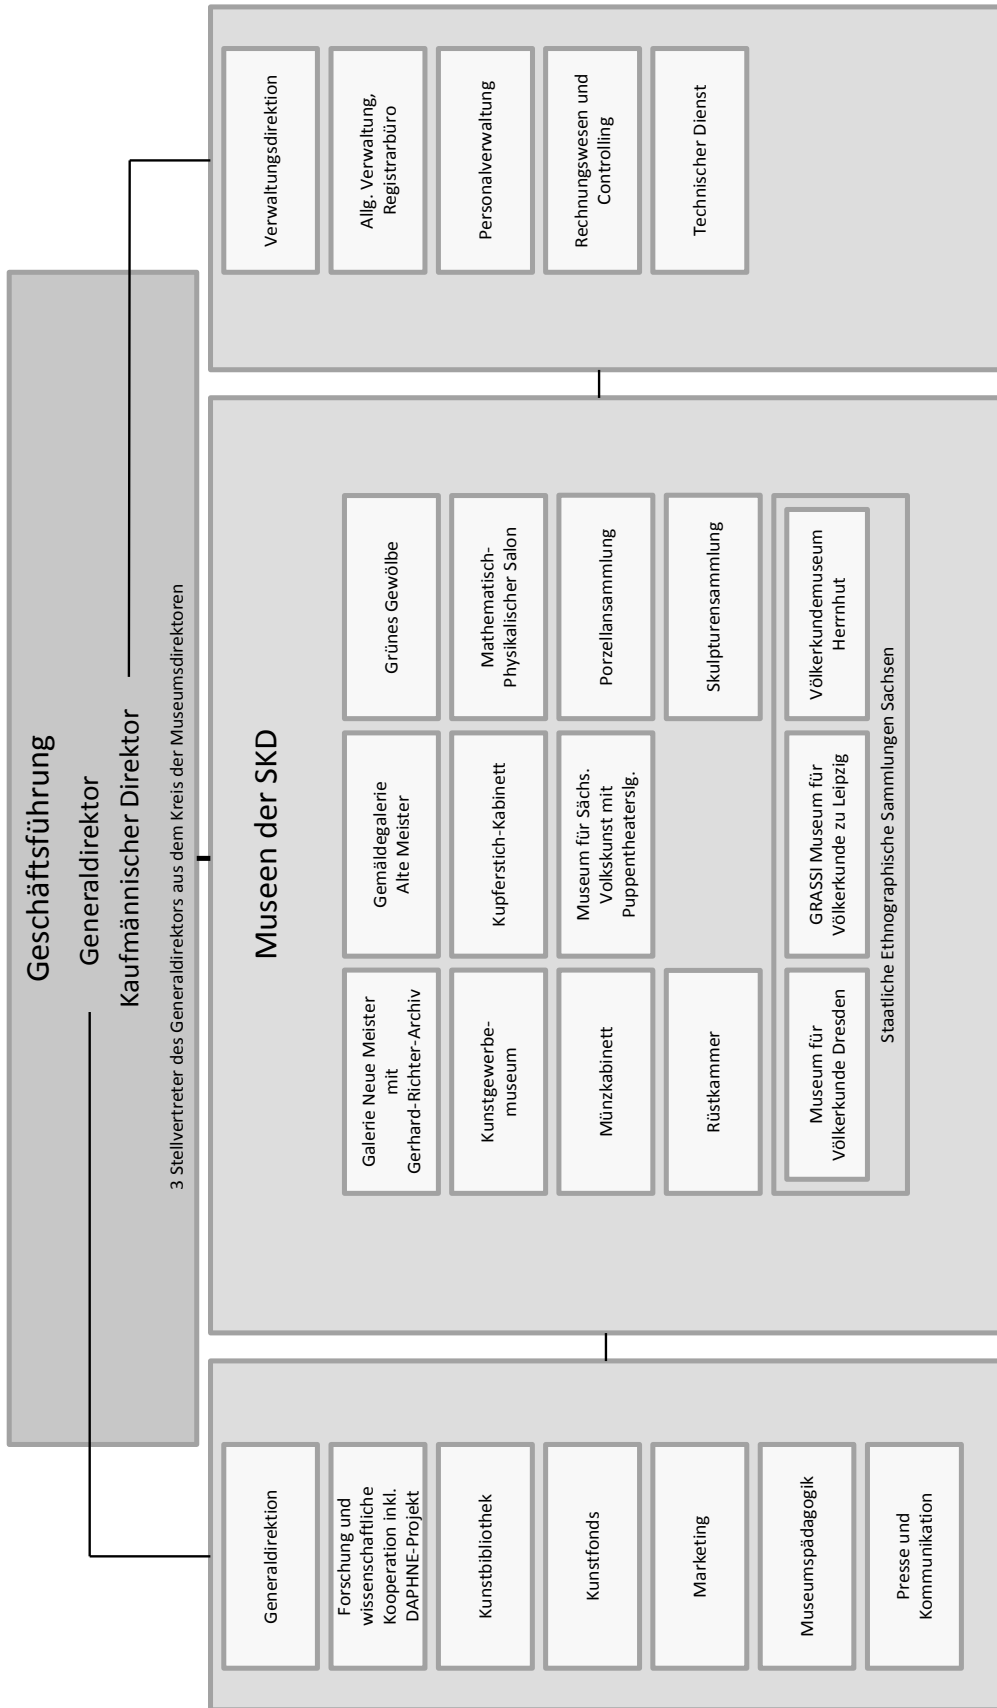 Geschäftsführung
Generaldirektor
Kaufmännischer Direktor
3 Stellvertreter des Generaldirektors aus dem Kreis der Museumsdirektoren
Generaldirektion
Forschung und
wissenschaftliche
Kooperation inkl.
DAPHNE-Projekt
Kunstbibliothek
Kunstfonds
Marketing
Museumspädagogik
Presse und
Kommunikation
Museen der SKD
Galerie Neue Meister
mit
Gerhard-Richter-Archiv
Gemäldegalerie
Alte Meister
Grünes Gewölbe
Kunstgewerbe-
museum
Kupferstich-Kabinett
Mathematisch-
Physikalischer Salon
Münzkabinett
Museum für Sächs.
Volkskunst mit
Puppentheaterslg.
Porzellansammlung
Rüstkammer
Skulpturensammlung
Museum für
Völkerkunde Dresden
GRASSI Museum für
Völkerkunde zu Leipzig
Völkerkundemuseum
Herrnhut
Staatliche Ethnographische Sammlungen Sachsen
Verwaltungsdirektion
Allg. Verwaltung,
Registrarbüro
Personalverwaltung
Rechnungswesen und
Controlling
Technischer Dienst